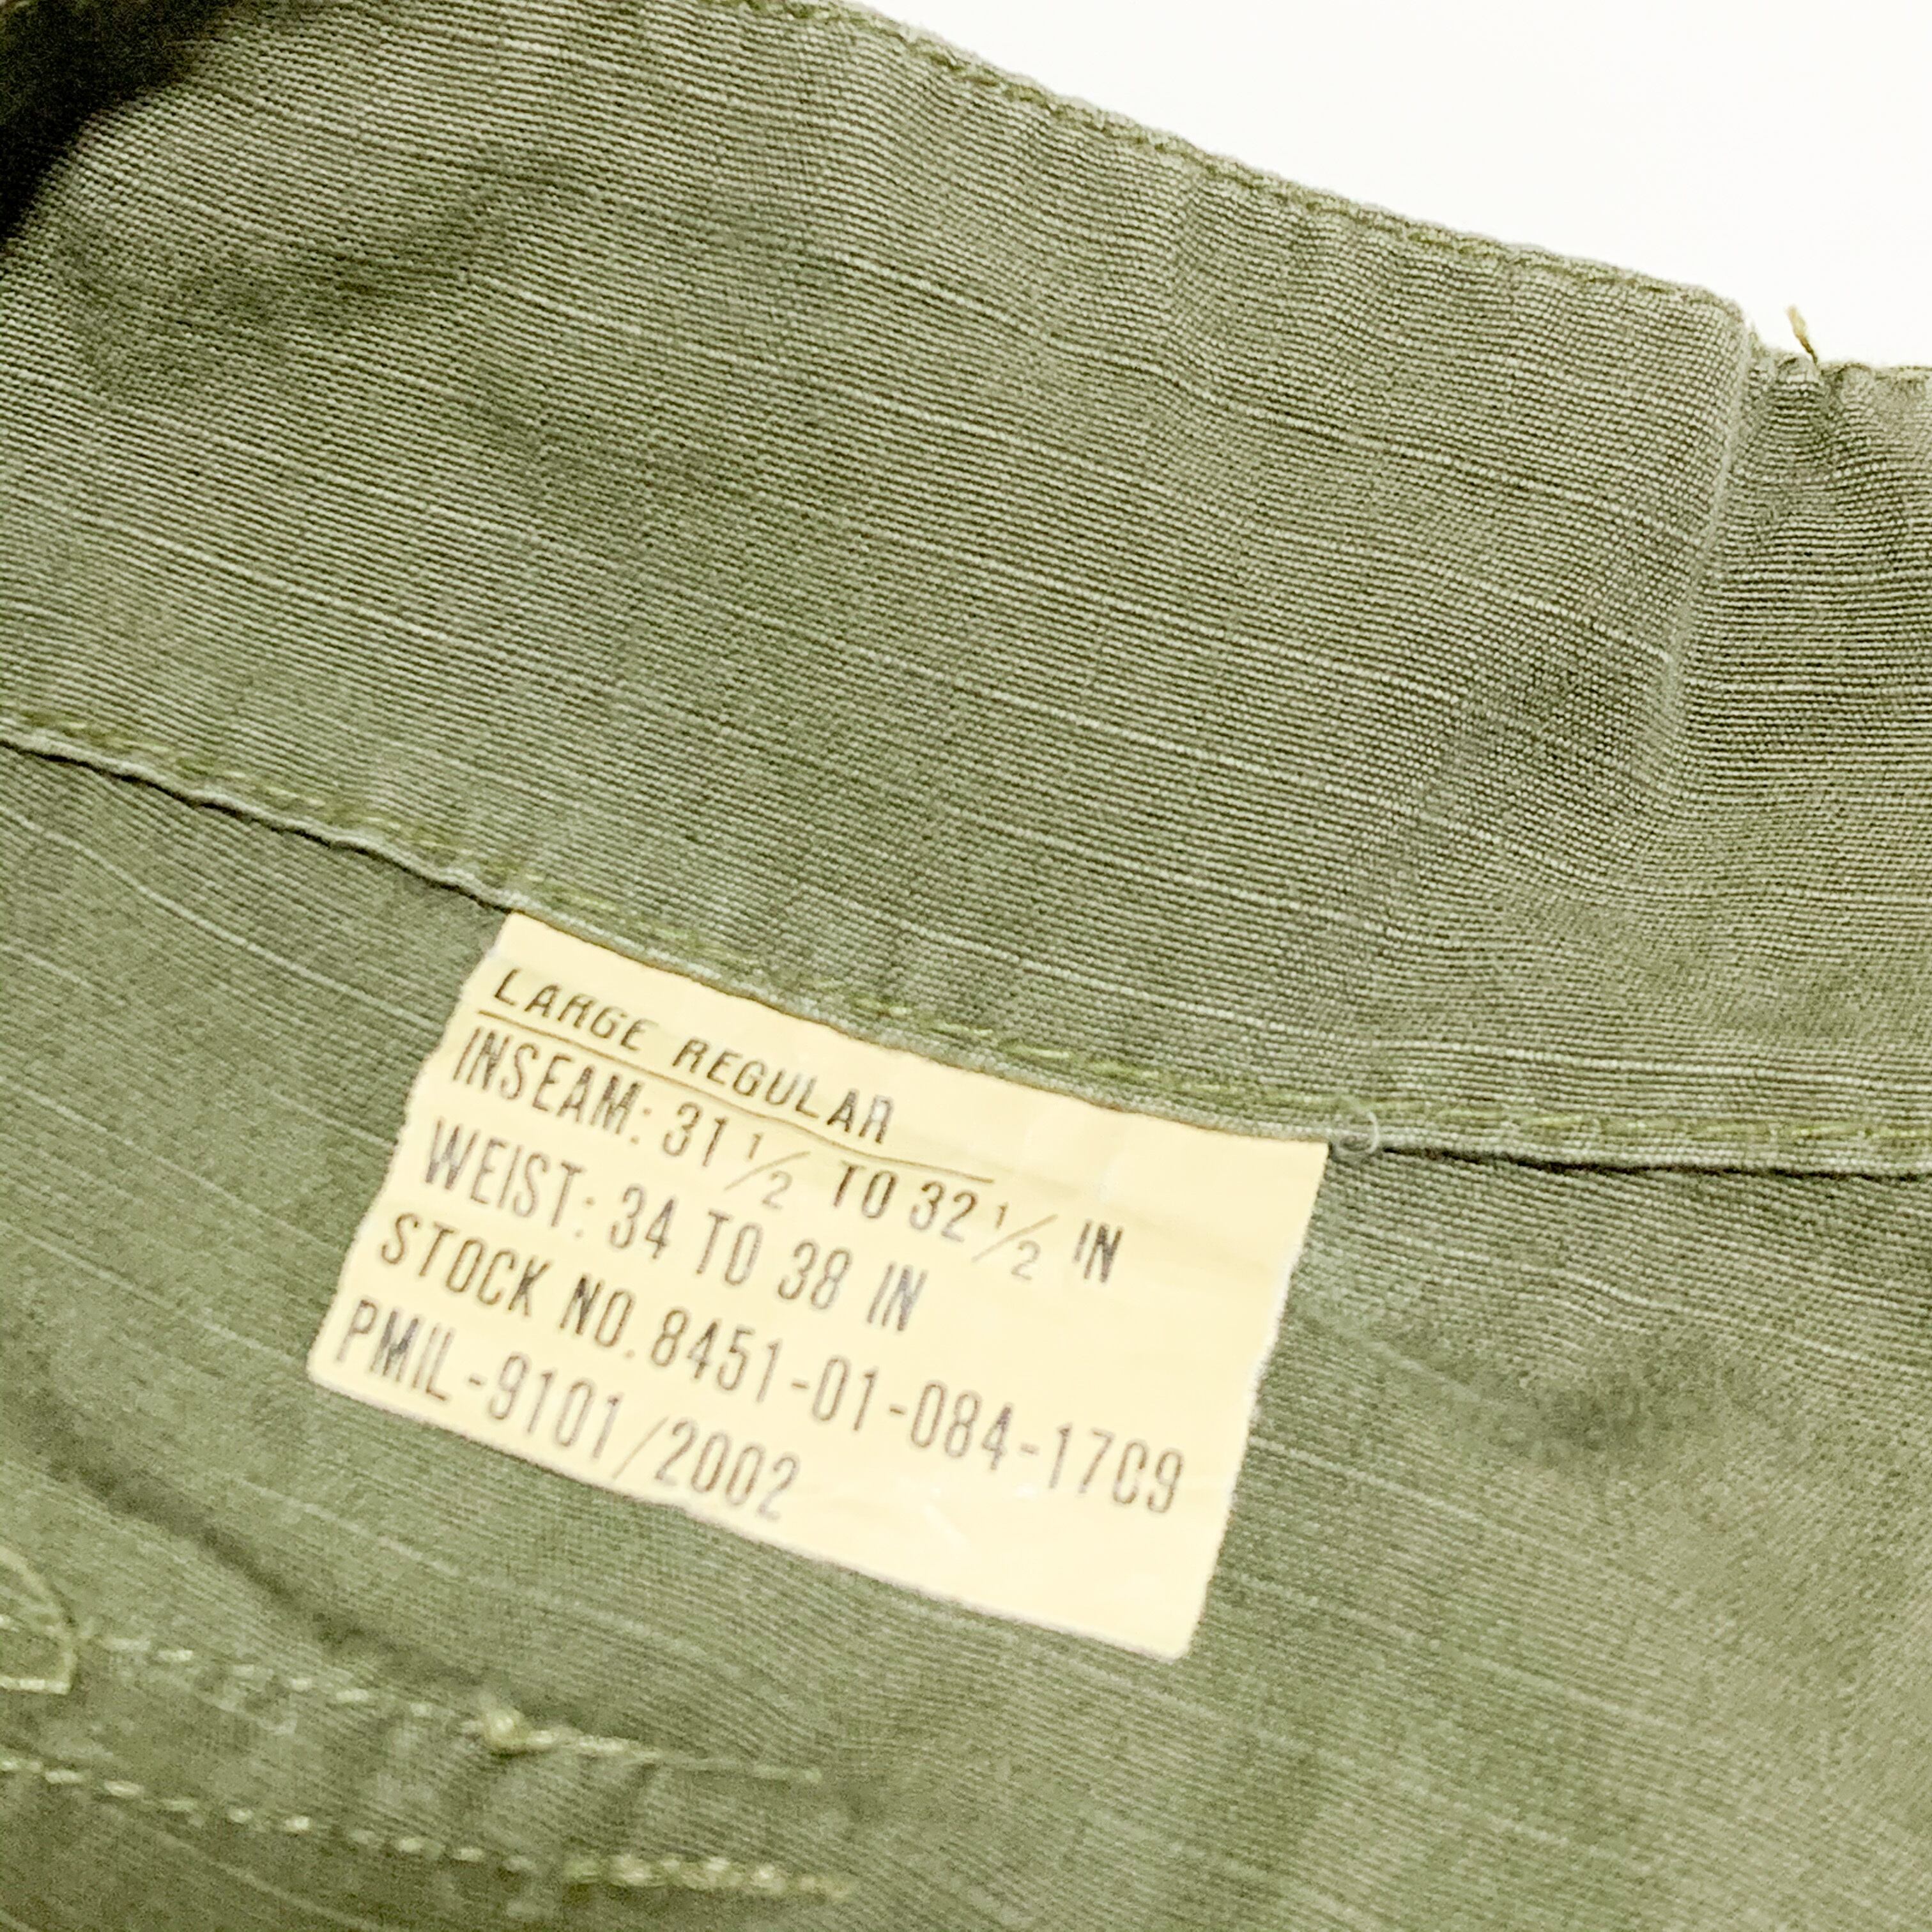 LARGE REGULAR
INSEAM: 31 1/2 TO 32 1/2 IN
WEIST: 34 TO 38 IN
STOCK NO. 8451-01-084-1709
PMIL-9101/2002